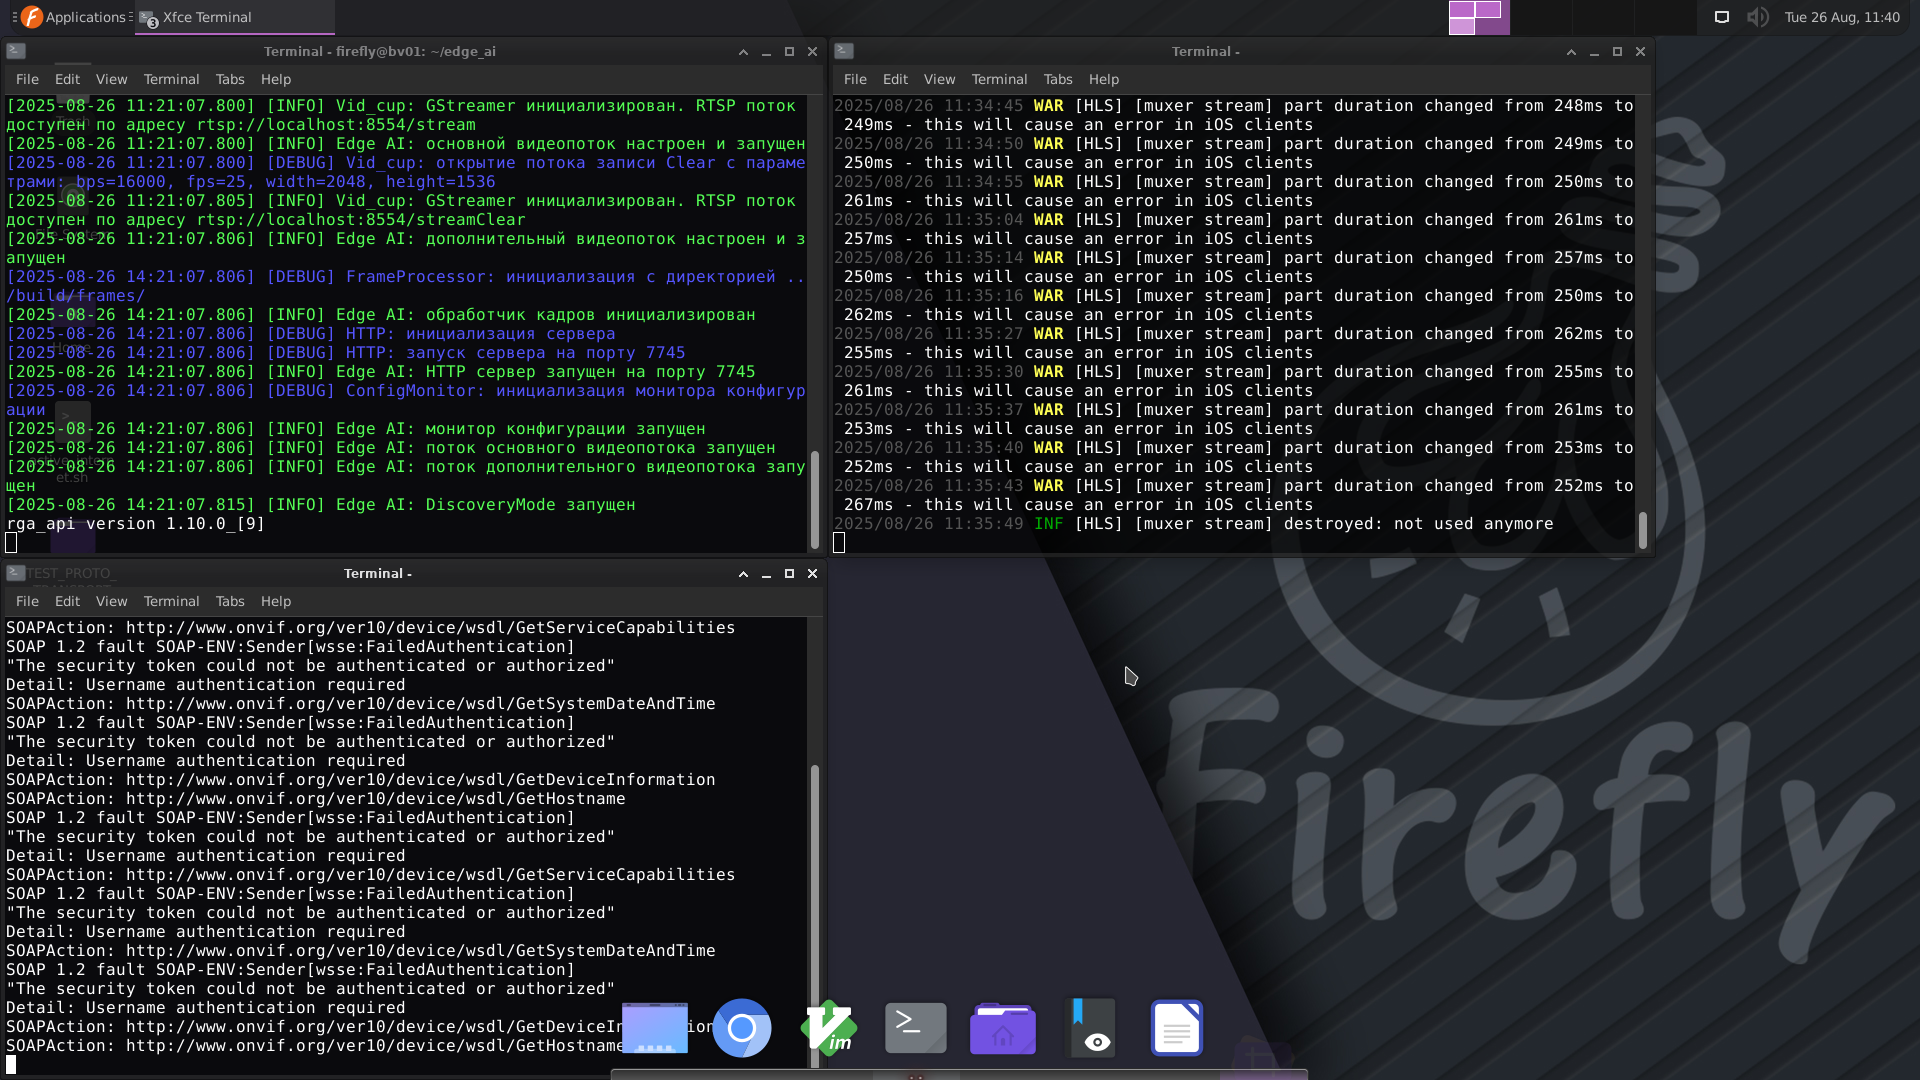 Applications
3
Xfce Terminal
Tue 26 Aug, 11:40
Terminal - firefly@bv01: ~/edge_ai
File Edit View Terminal Tabs Help
[2025-08-26 11:21:07.800] [INFO] Vid_cup: GStreamer инициализирован. RTSP поток
доступен по адресу rtsp://localhost:8554/stream
[2025-08-26 11:21:07.800] [INFO] Edge AI: основной видеопоток настроен и запущен
[2025-08-26 11:21:07.800] [DEBUG] Vid_cup: открытие потока записи Clear с параме
трами: bps=16000, fps=25, width=2048, height=1536
[2025-08-26 11:21:07.805] [INFO] Vid_cup: GStreamer инициализирован. RTSP поток
доступен по адресу rtsp://localhost:8554/streamClear
[2025-08-26 11:21:07.806] [INFO] Edge AI: дополнительный видеопоток настроен и з
апущен
[2025-08-26 14:21:07.806] [DEBUG] FrameProcessor: инициализация с директорией ..
/build/frames/
[2025-08-26 14:21:07.806] [INFO] Edge AI: обработчик кадров инициализирован
[2025-08-26 14:21:07.806] [DEBUG] HTTP: инициализация сервера
[2025-08-26 14:21:07.806] [DEBUG] HTTP: запуск сервера на порту 7745
[2025-08-26 14:21:07.806] [INFO] Edge AI: HTTP сервер запущен на порту 7745
[2025-08-26 14:21:07.806] [DEBUG] ConfigMonitor: инициализация монитора конфигур
ации
[2025-08-26 14:21:07.806] [INFO] Edge AI: монитор конфигурации запущен
[2025-08-26 14:21:07.806] [INFO] Edge AI: поток основного видеопотока запущен
[2025-08-26 14:21:07.806] [INFO] Edge AI: поток дополнительного видеопотока запу
щен
[2025-08-26 14:21:07.815] [INFO] Edge AI: DiscoveryMode запущен
rga_api version 1.10.0_[9]
Terminal -
File Edit View Terminal Tabs Help
2025/08/26 11:34:45 WAR [HLS] [muxer stream] part duration changed from 248ms to
249ms - this will cause an error in iOS clients
2025/08/26 11:34:50 WAR [HLS] [muxer stream] part duration changed from 249ms to
250ms - this will cause an error in iOS clients
2025/08/26 11:34:55 WAR [HLS] [muxer stream] part duration changed from 250ms to
261ms - this will cause an error in iOS clients
2025/08/26 11:35:04 WAR [HLS] [muxer stream] part duration changed from 261ms to
257ms - this will cause an error in iOS clients
2025/08/26 11:35:14 WAR [HLS] [muxer stream] part duration changed from 257ms to
250ms - this will cause an error in iOS clients
2025/08/26 11:35:16 WAR [HLS] [muxer stream] part duration changed from 250ms to
262ms - this will cause an error in iOS clients
2025/08/26 11:35:27 WAR [HLS] [muxer stream] part duration changed from 262ms to
255ms - this will cause an error in iOS clients
2025/08/26 11:35:30 WAR [HLS] [muxer stream] part duration changed from 255ms to
261ms - this will cause an error in iOS clients
2025/08/26 11:35:37 WAR [HLS] [muxer stream] part duration changed from 261ms to
253ms - this will cause an error in iOS clients
2025/08/26 11:35:40 WAR [HLS] [muxer stream] part duration changed from 253ms to
252ms - this will cause an error in iOS clients
2025/08/26 11:35:43 WAR [HLS] [muxer stream] part duration changed from 252ms to
267ms - this will cause an error in iOS clients
2025/08/26 11:35:49 INF [HLS] [muxer stream] destroyed: not used anymore
TEST_PROTO_
Terminal -
File Edit View Terminal Tabs Help
SOAPAction: http://www.onvif.org/ver10/device/wsdl/GetServiceCapabilities
SOAP 1.2 fault SOAP-ENV:Sender[wsse:FailedAuthentication]
"The security token could not be authenticated or authorized"
Detail: Username authentication required
SOAPAction: http://www.onvif.org/ver10/device/wsdl/GetSystemDateAndTime
SOAP 1.2 fault SOAP-ENV:Sender[wsse:FailedAuthentication]
"The security token could not be authenticated or authorized"
Detail: Username authentication required
SOAPAction: http://www.onvif.org/ver10/device/wsdl/GetDeviceInformation
SOAPAction: http://www.onvif.org/ver10/device/wsdl/GetHostname
SOAP 1.2 fault SOAP-ENV:Sender[wsse:FailedAuthentication]
"The security token could not be authenticated or authorized"
Detail: Username authentication required
SOAPAction: http://www.onvif.org/ver10/device/wsdl/GetServiceCapabilities
SOAP 1.2 fault SOAP-ENV:Sender[wsse:FailedAuthentication]
"The security token could not be authenticated or authorized"
Detail: Username authentication required
SOAPAction: http://www.onvif.org/ver10/device/wsdl/GetSystemDateAndTime
SOAP 1.2 fault SOAP-ENV:Sender[wsse:FailedAuthentication]
"The security token could not be authenticated or authorized"
Detail: Username authentication required
SOAPAction: http://www.onvif.org/ver10/device/wsdl/GetDeviceIn ion
SOAPAction: http://www.onvif.org/ver10/device/wsdl/GetHostname
Vim
Firefly